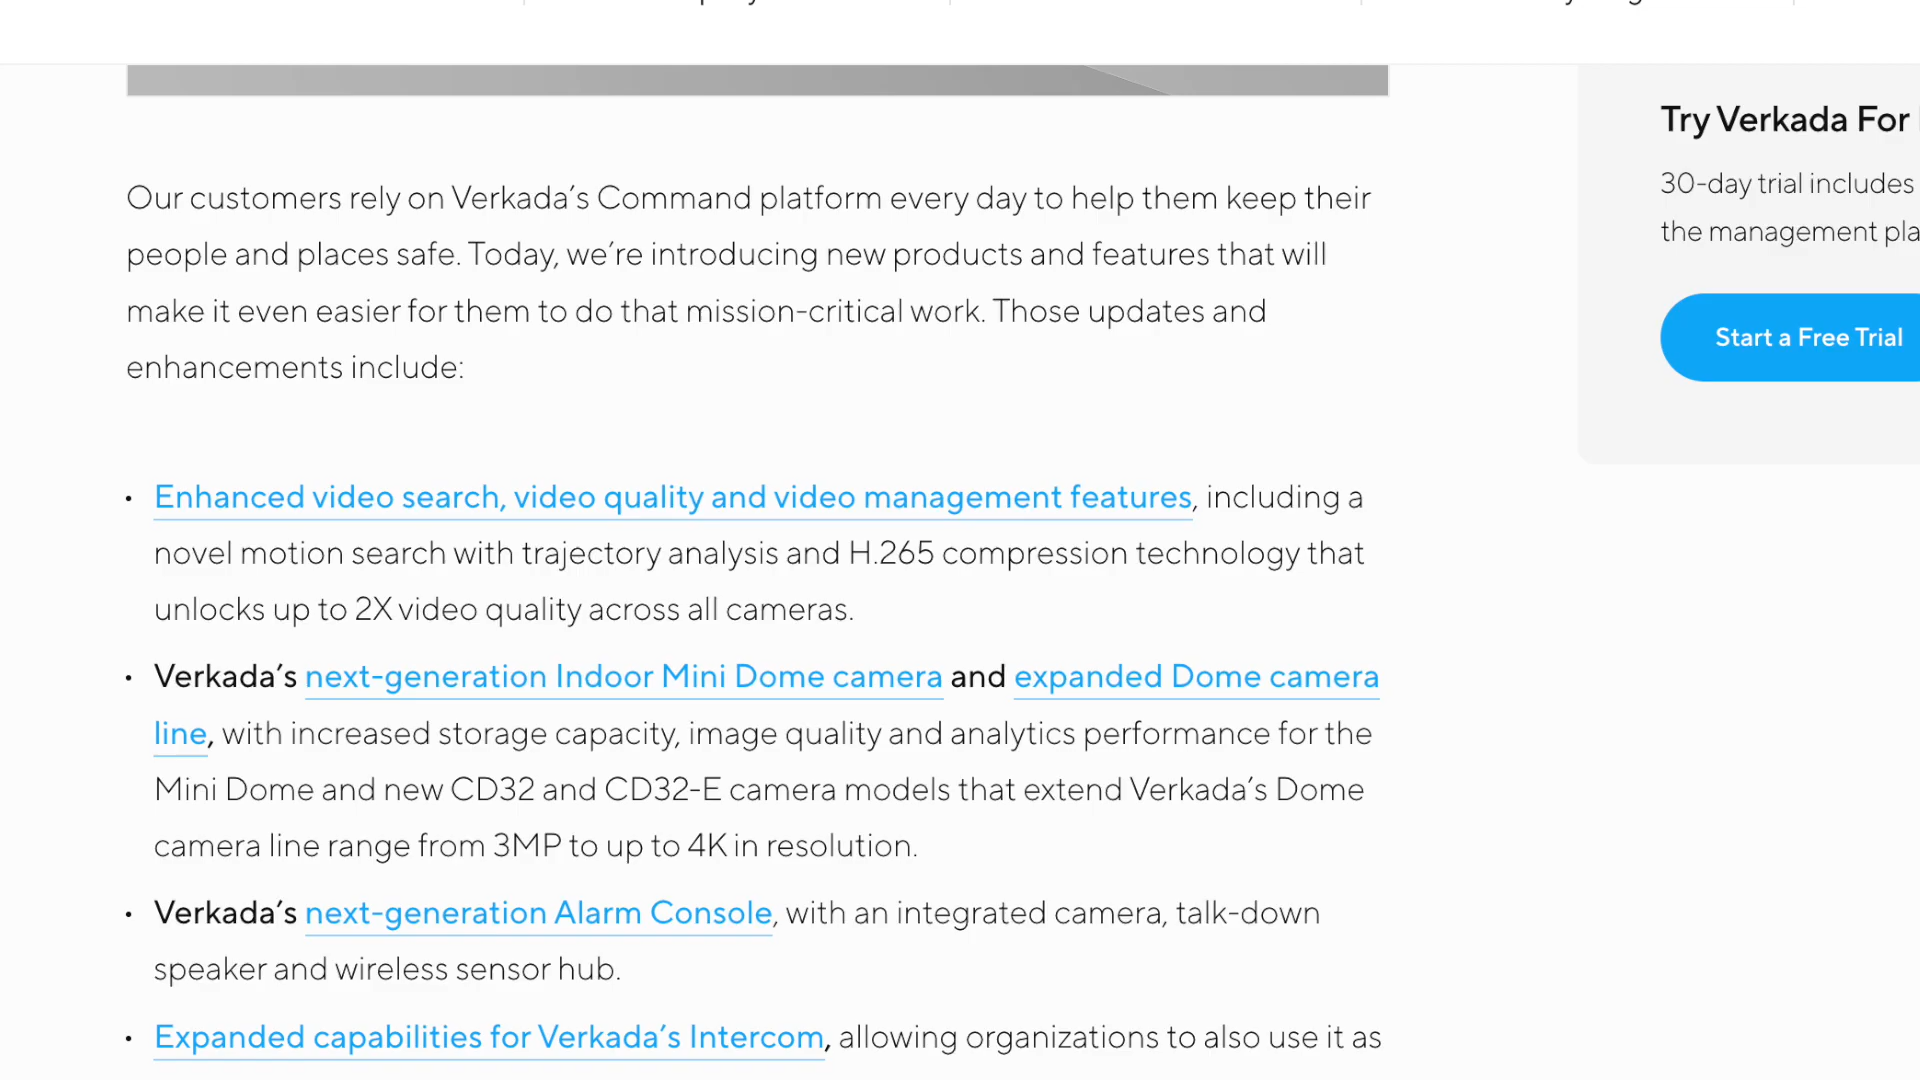 Our customers rely on Verkada’s Command platform every day to help them keep their
people and places safe. Today, we’re introducing new products and features that will
make it even easier for them to do that mission-critical work. Those updates and
enhancements include:
• Enhanced video search, video quality and video management features, including a
novel motion search with trajectory analysis and H.265 compression technology that
unlocks up to 2X video quality across all cameras.
• Verkada’s next-generation Indoor Mini Dome camera and expanded Dome camera
line, with increased storage capacity, image quality and analytics performance for the
Mini Dome and new CD32 and CD32-E camera models that extend Verkada’s Dome
camera line range from 3MP to up to 4K in resolution.
• Verkada’s next-generation Alarm Console, with an integrated camera, talk-down
speaker and wireless sensor hub.
• Expanded capabilities for Verkada’s Intercom, allowing organizations to also use it as
Try Verkada For
30-day trial includes
the management pla
Start a Free Trial